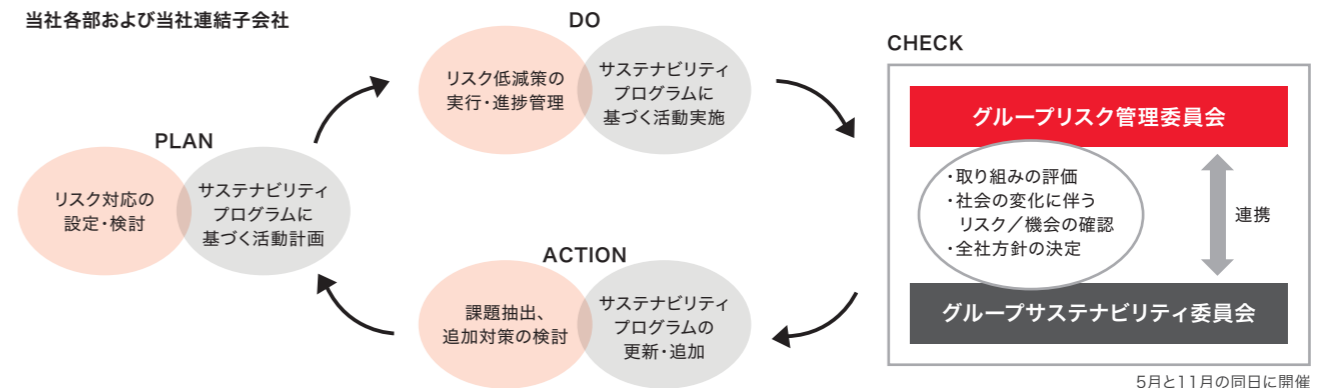 当社各部および当社連結子会社
PLAN
リスク対応の
設定・検討
サステナビリティ
プログラムに
基づく活動計画
DO
リスク低減策の
実行・進捗管理
サステナビリティ
プログラムに
基づく活動実施
CHECK
グループリスク管理委員会
・取り組みの評価
・社会の変化に伴う
リスク／機会の確認
・全社方針の決定
連携
グループサステナビリティ委員会
5月と11月の同日に開催
ACTION
課題抽出、
追加対策の検討
サステナビリティ
プログラムの
更新・追加